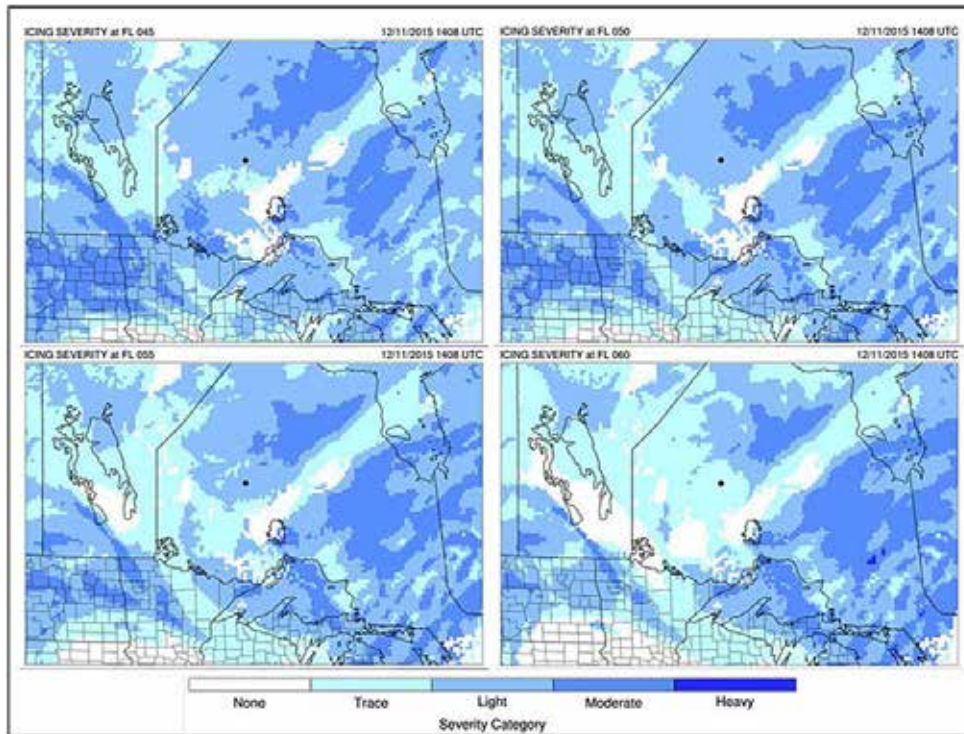 ICING SEVERITY at FL 045 12/11/2015 1408 UTC
ICING SEVERITY at FL 050 12/11/2015 1408 UTC
ICING SEVERITY at FL 055 12/11/2015 1408 UTC
ICING SEVERITY at FL 060 12/11/2015 1408 UTC
None Trace Light Moderate Heavy
Severity Category